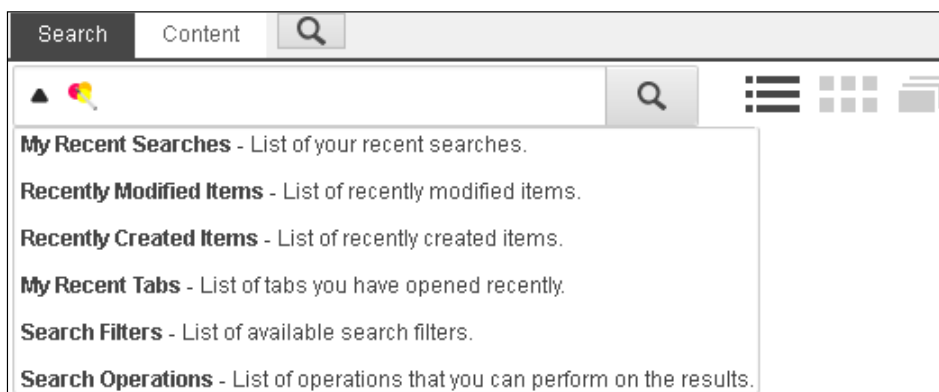 Search Content
My Recent Searches - List of your recent searches.
Recently Modified Items - List of recently modified items.
Recently Created Items - List of recently created items.
My Recent Tabs - List of tabs you have opened recently.
Search Filters - List of available search filters.
Search Operations - List of operations that you can perform on the results.